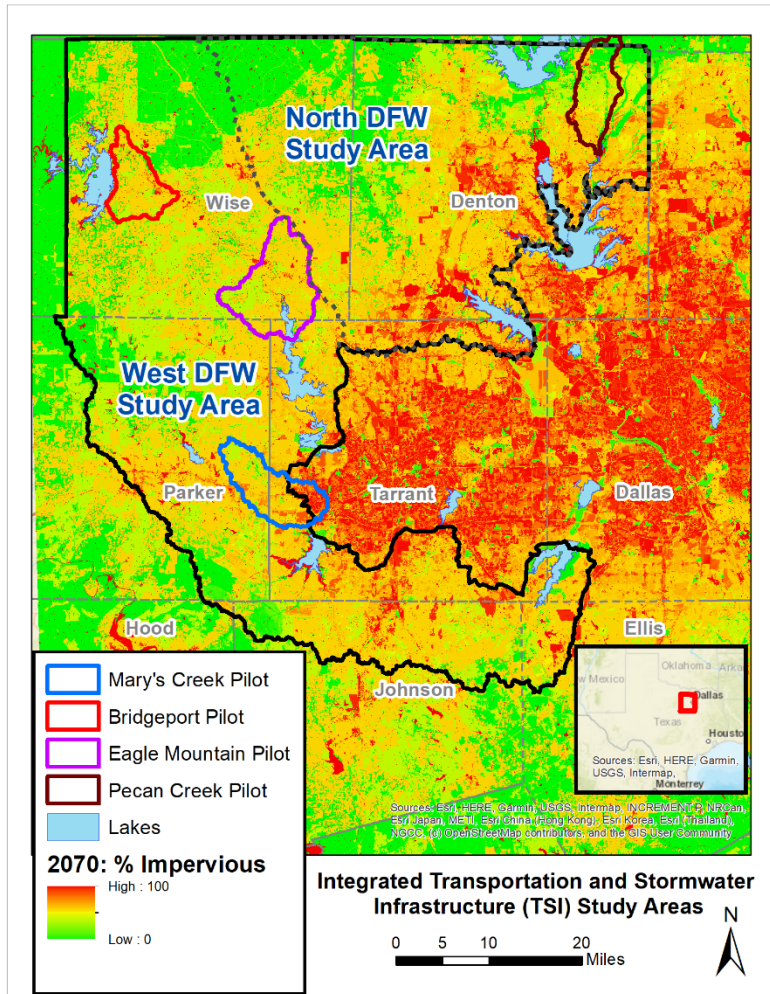 North DFW
Study Area
Wise
Denton
West DFW
Study Area
Parker
Tarrant
Dallas
Hood
Ellis
Johnson
Mary's Creek Pilot
Bridgeport Pilot
Eagle Mountain Pilot
Pecan Creek Pilot
Lakes
2070: % Impervious
High : 100
Low : 0
Oklahoma
Arkan
w Mexico
Dallas
Texas
Houston
Sources: Esri, HERE, Garmin,
USGS, Intermap,
Monterrey
Sources: Esri, HERE, Garmin, USGS, Intermap, INCREMENT P, NRCan,
Esri Japan, METI, Esri China (Hong Kong), Esri Korea, Esri (Thailand),
NGCC, (c) OpenStreetMap contributors, and the GIS User Community
Integrated Transportation and Stormwater
Infrastructure (TSI) Study Areas
N
0 5 10 20
Miles